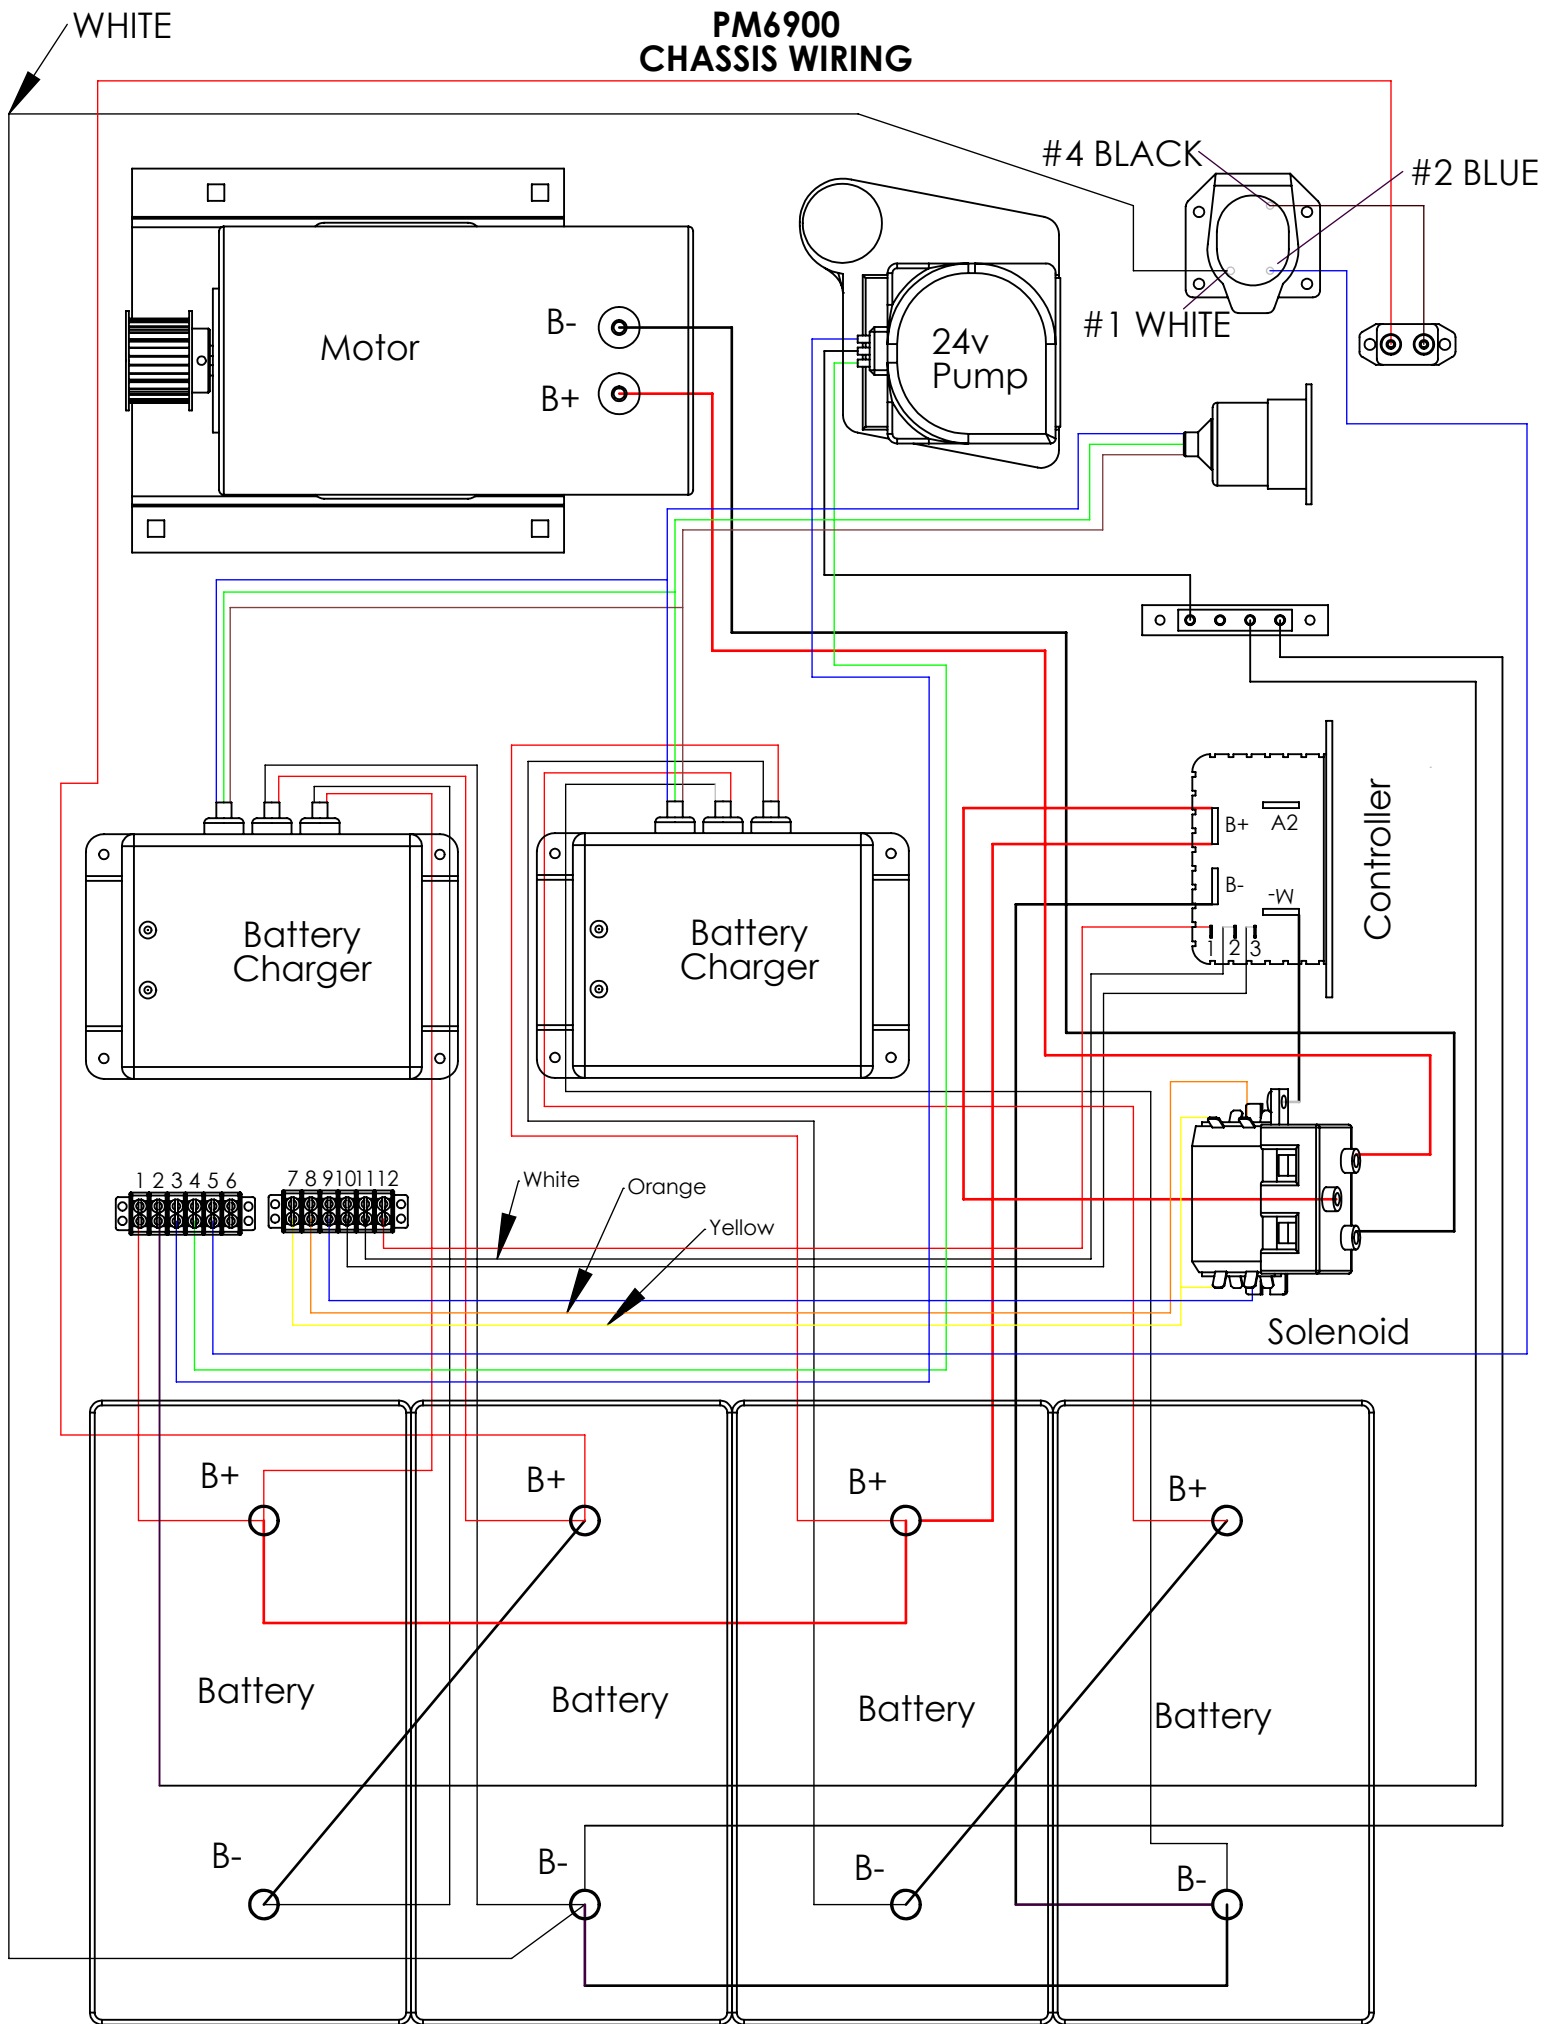 WHITE
PM6900
CHASSIS WIRING
#4 BLACK
#2 BLUE
#1 WHITE
B-
Motor
B+
24v
Pump
B+
A2
B-
-W
1 2 3
Controller
Battery
Charger
Battery
Charger
1 2 3 4 5 6
7 8 9 10 11 12
White
Orange
Yellow
Solenoid
B+
B+
B+
B+
Battery
Battery
Battery
Battery
B-
B-
B-
B-